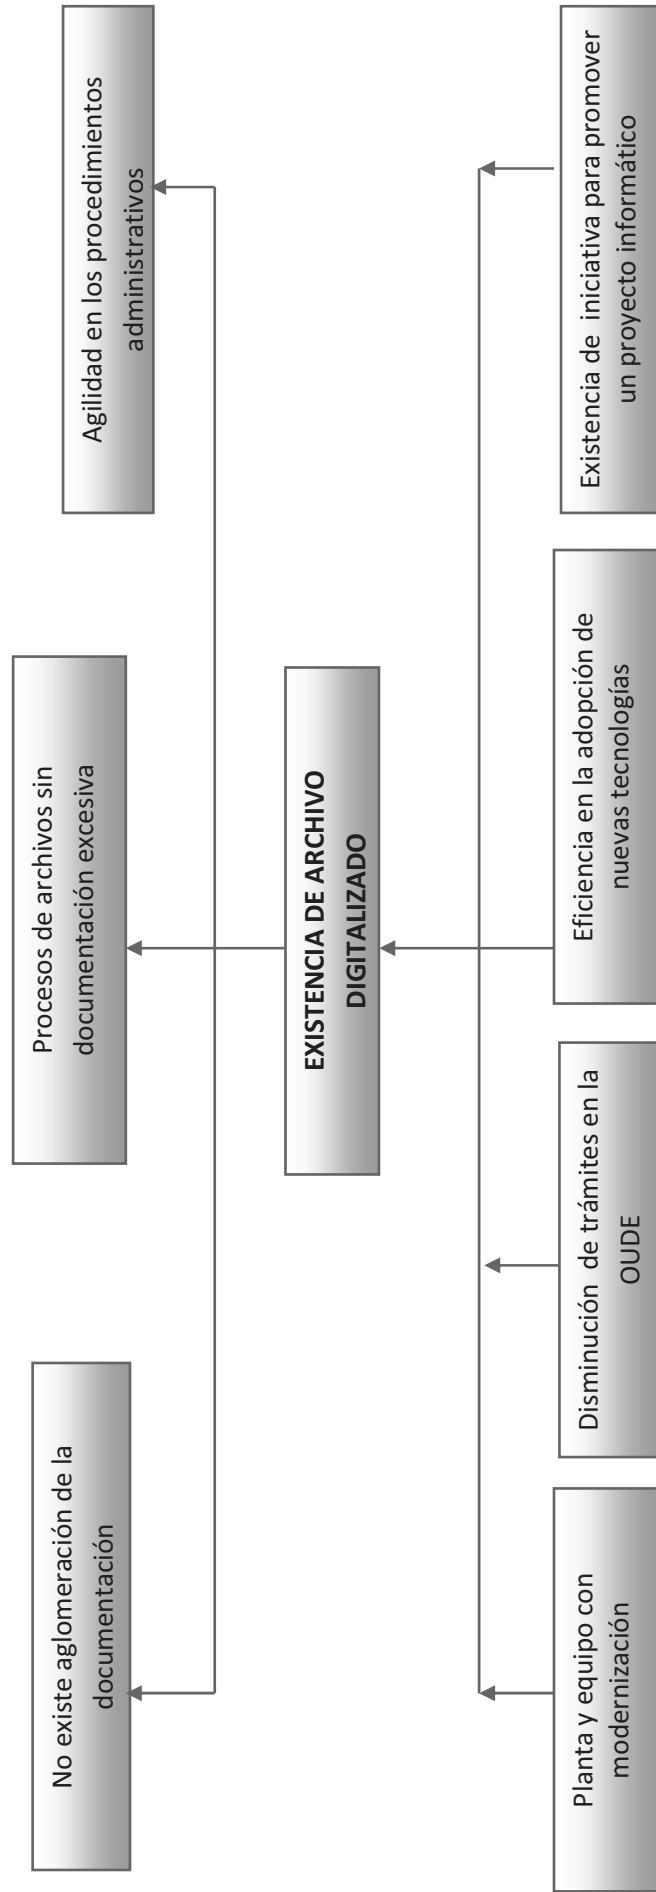 No existe aglomeración de la
documentación
Procesos de archivos sin
documentación excesiva
Agilidad en los procedimientos
administrativos
EXISTENCIA DE ARCHIVO
DIGITALIZADO
Planta y equipo con
modernización
Disminución de trámites en la
OUDE
Eficiencia en la adopción de
nuevas tecnologías
Existencia de iniciativa para promover
un proyecto informático